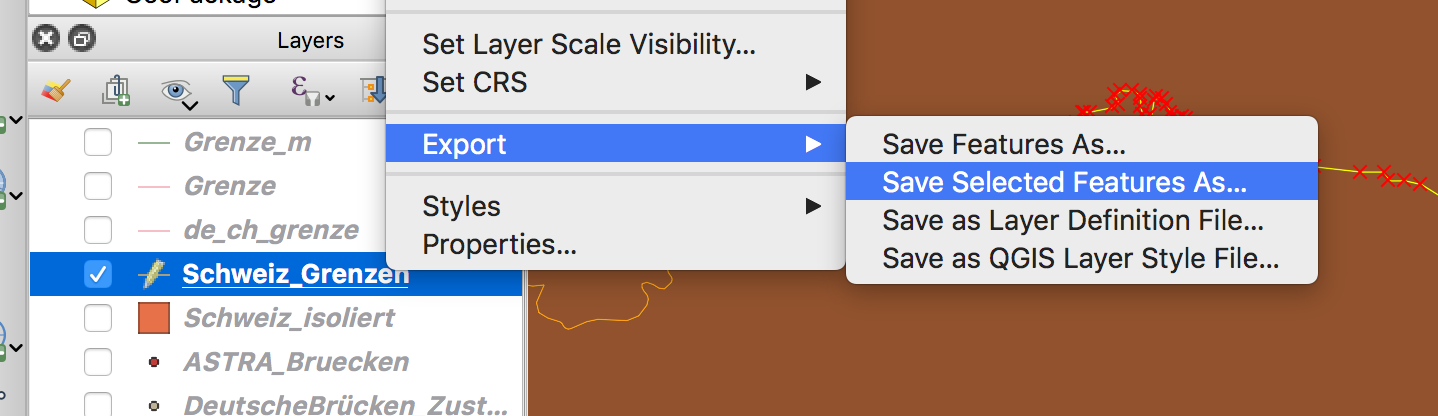 Layers
Grenze_m
Grenze
de_ch_grenze
Schweiz_Grenzen
Schweiz_isoliert
ASTRA_Bruecken
DeutscheBrücken_Zust...
Set Layer Scale Visibility...
Set CRS
Export
Styles
Properties...
Save Features As...
Save Selected Features As...
Save as Layer Definition File...
Save as QGIS Layer Style File...